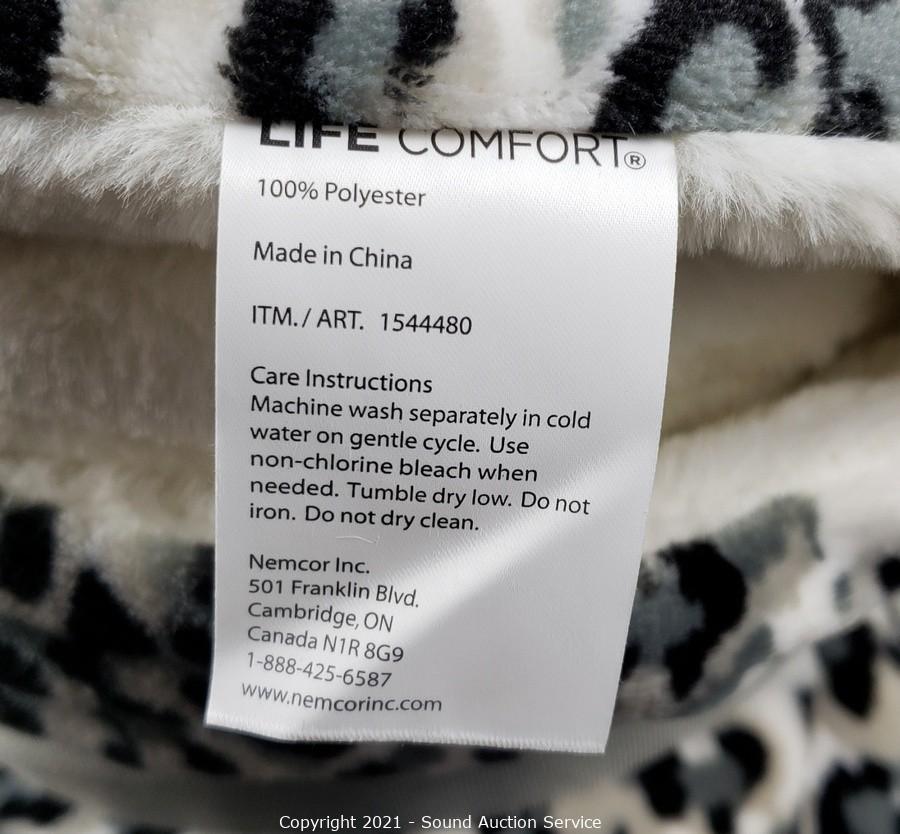 LIFE COMFORT®
100% Polyester
Made in China
ITM. / ART. 1544480
Care Instructions
Machine wash separately in cold
water on gentle cycle. Use
non-chlorine bleach when
needed. Tumble dry low. Do not
iron. Do not dry clean.
Nemcor Inc.
501 Franklin Blvd.
Cambridge, ON
Canada N1R 8G9
1-888-425-6587
www.nemcorinc.com
Copyright 2021 - Sound Auction Service